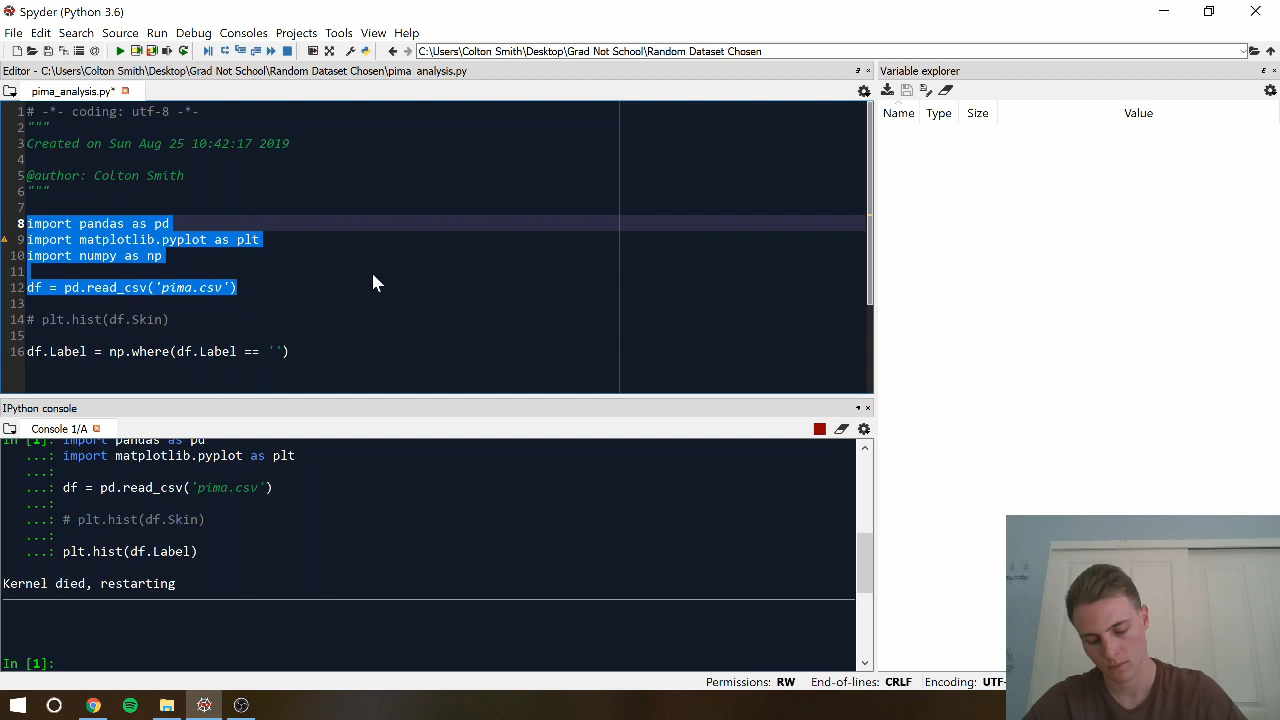 Spyder (Python 3.6)
File Edit Search Source Run Debug Consoles Projects Tools View Help
C:\Users\Colton Smith\Desktop\Grad Not School\Random Dataset Chosen
Editor - C:\Users\Colton Smith\Desktop\Grad Not School\Random Dataset Chosen\pima_analysis.py
pima_analysis.py*
1 # -*- coding: utf-8 -*-
2 """
3 Created on Sun Aug 25 10:42:17 2019
4
5 @author: Colton Smith
6 """
7
8 import pandas as pd
9 import matplotlib.pyplot as plt
10 import numpy as np
11
12 df = pd.read_csv('pima.csv')
13
14 # plt.hist(df.Skin)
15
16 df.Label = np.where(df.Label == '')
Variable explorer
Name Type Size Value
IPython console
Console 1/A
In [1]: import pandas as pd
...: import matplotlib.pyplot as plt
...:
...: df = pd.read_csv('pima.csv')
...:
...: # plt.hist(df.Skin)
...:
...: plt.hist(df.Label)
Kernel died, restarting
In [1]:
Permissions: RW End-of-lines: CRLF Encoding: UTF-